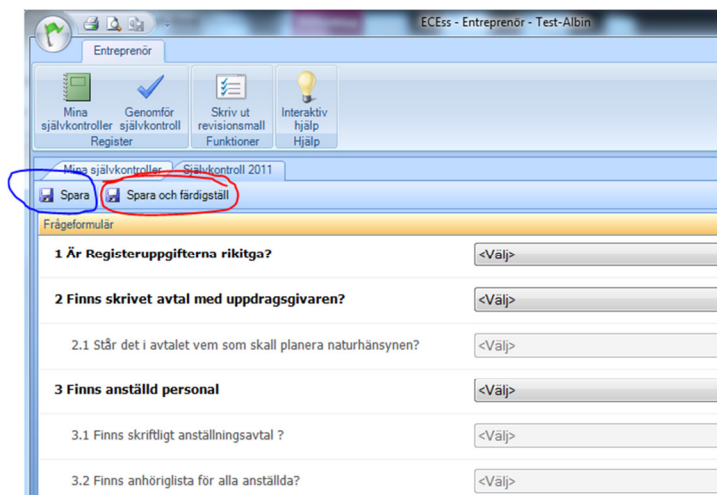 ECEss - Entreprenör - Test-Albin
Entreprenör
Mina självkontroller
Genomför självkontroll
Skriv ut revisionsmall
Interaktiv hjälp
Register
Funktioner
Hjälp
Mina självkontroller
Självkontroll 2011
Spara
Spara och färdigställ
Frågeformulär
1 Är Registeruppgifterna rikitga?
<Välj>
2 Finns skrivet avtal med uppdragsgivaren?
<Välj>
2.1 Står det i avtalet vem som skall planera naturhänsynen?
<Välj>
3 Finns anställd personal
<Välj>
3.1 Finns skriftligt anställningsavtal ?
<Välj>
3.2 Finns anhöriglista för alla anställda?
<Välj>